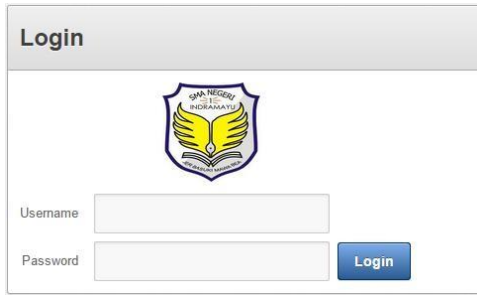 Login
SMA NEGERI
1
INDRAMAYU
Username
Password
Login